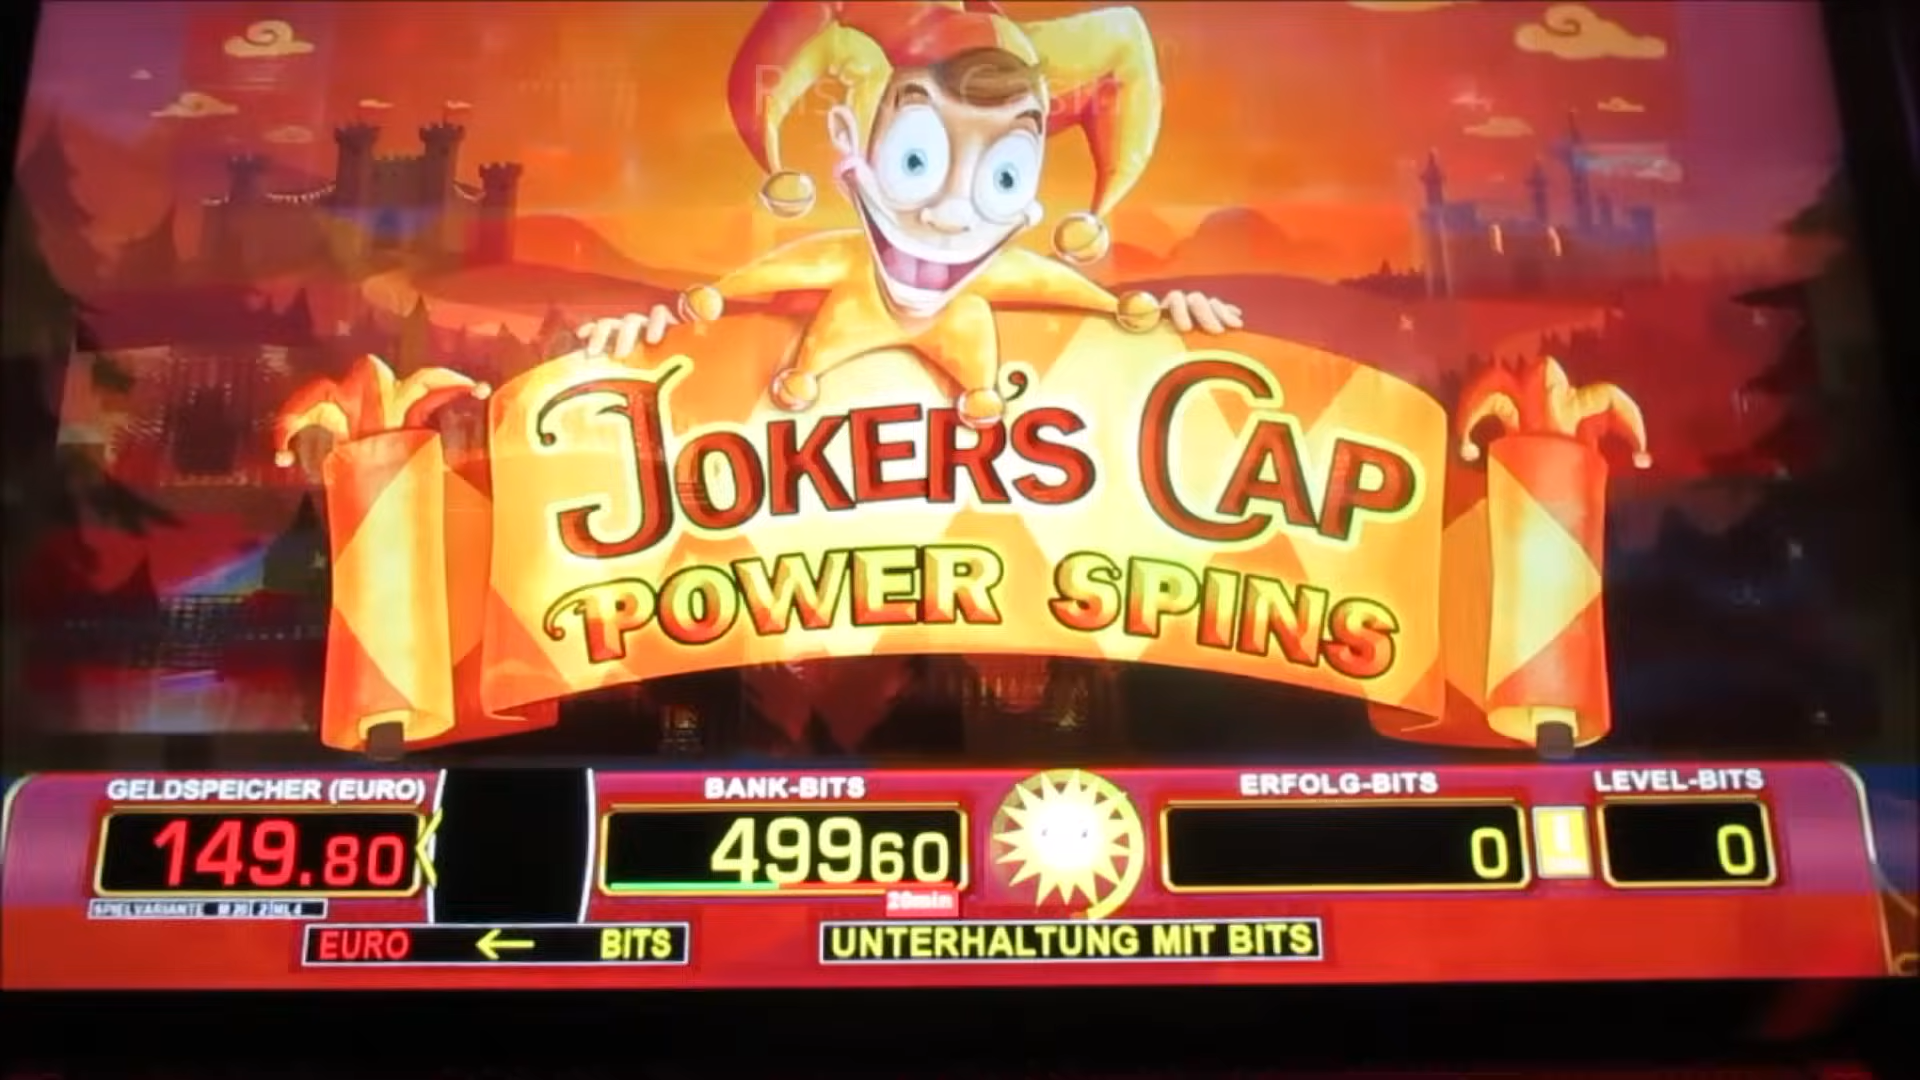 JOKER'S CAP
POWER SPINS
GELDSPEICHER (EURO)
BANK-BITS
ERFOLG-BITS
LEVEL-BITS
149.80
49960
0
0
20min
SPIELVARIANTE
EURO ← BITS
UNTERHALTUNG MIT BITS